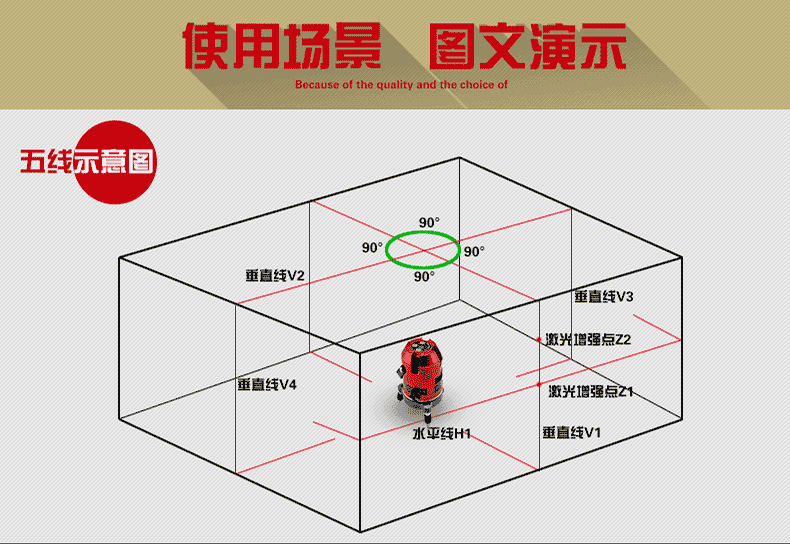 使用场景 图文演示
Because of the quality and the choice of
五线示意图
90°
90°
90°
90°
垂直线V2
垂直线V3
激光增强点Z2
垂直线V4
激光增强点Z1
水平线H1
垂直线V1